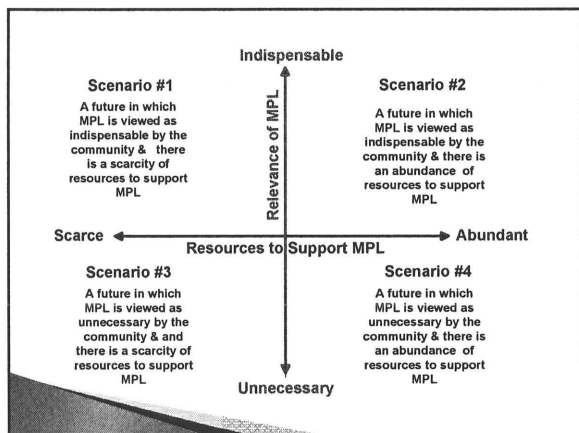 Indispensable
Scenario #1
A future in which
MPL is viewed as
indispensable by the
community & there
is a scarcity of
resources to support
MPL
Relevance of MPL
Scenario #2
A future in which
MPL is viewed as
indispensable by the
community & there is
an abundance of
resources to support
MPL
Scarce
Abundant
Resources to Support MPL
Scenario #3
A future in which
MPL is viewed as
unnecessary by the
community & and
there is a scarcity of
resources to support
MPL
Scenario #4
A future in which
MPL is viewed as
unnecessary by the
community & there is
an abundance of
resources to support
MPL
Unnecessary